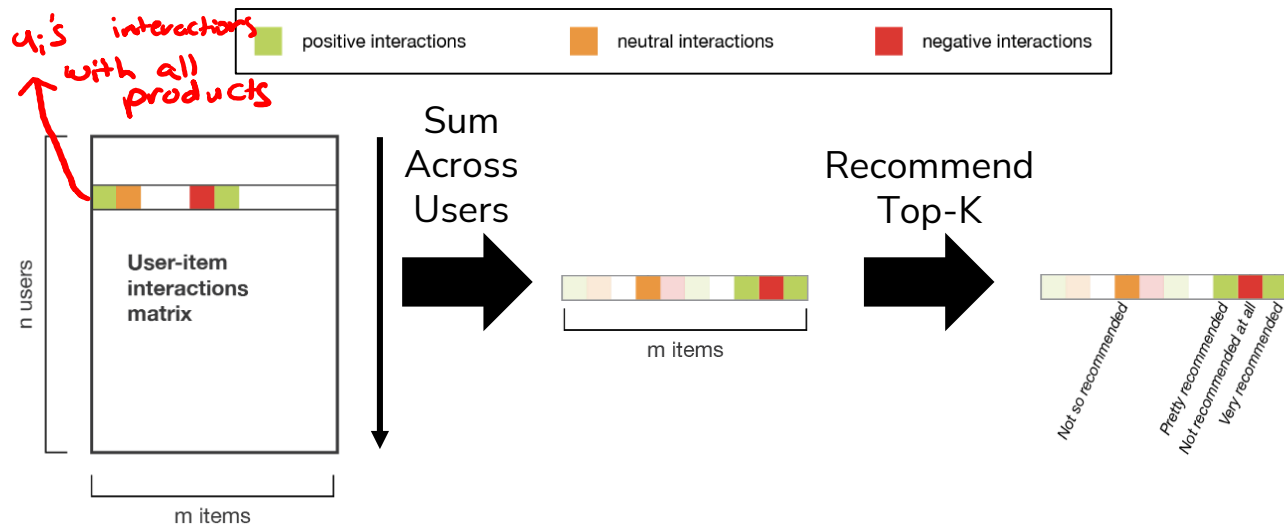 u_i's interactions
with all
products
positive interactions
neutral interactions
negative interactions
Sum
Across
Users
Recommend
Top-K
n users
User-item
interactions
matrix
m items
m items
Not so recommended
Pretty recommended
Not recommended at all
Very recommended